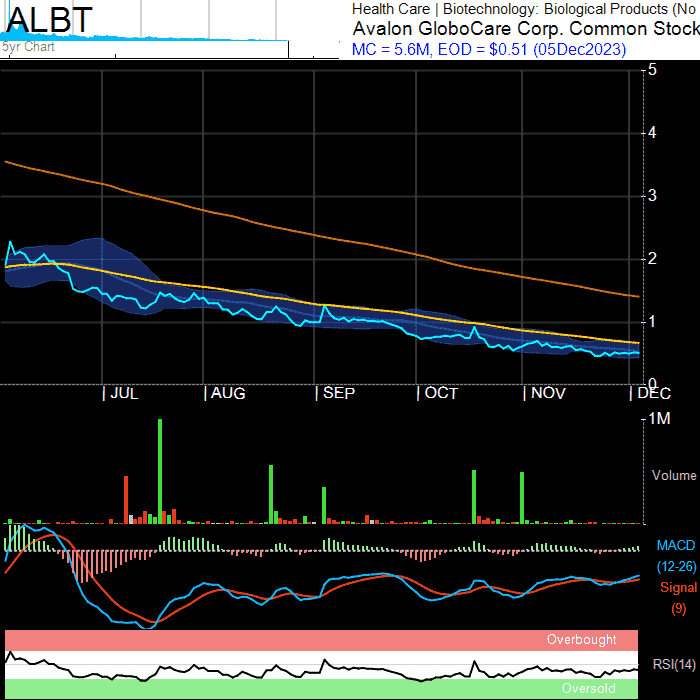 ALBT
5yr Chart
Health Care | Biotechnology: Biological Products (No
Avalon GloboCare Corp. Common Stock
MC = 5.6M, EOD = $0.51 (05Dec2023)
5
4
3
2
1
0
| JUL | AUG | SEP | OCT | NOV | DEC
1M
Volume
MACD
(12-26)
Signal
(9)
Overbought
RSI(14)
Oversold